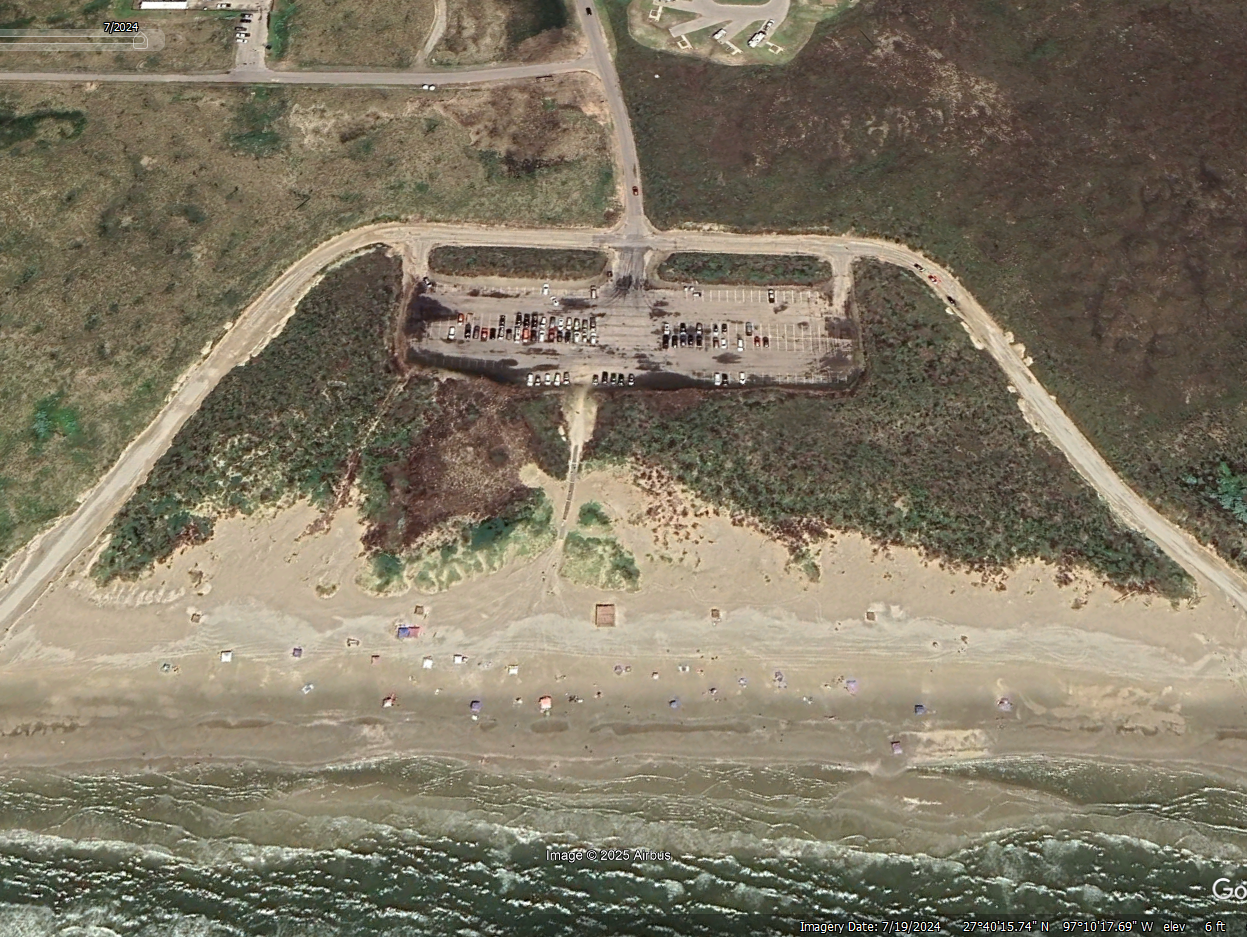 7/2024
Image © 2025 Airbus
Go
Imagery Date: 7/19/2024 27°40'15.74" N 97°10'17.69" W elev 6 ft